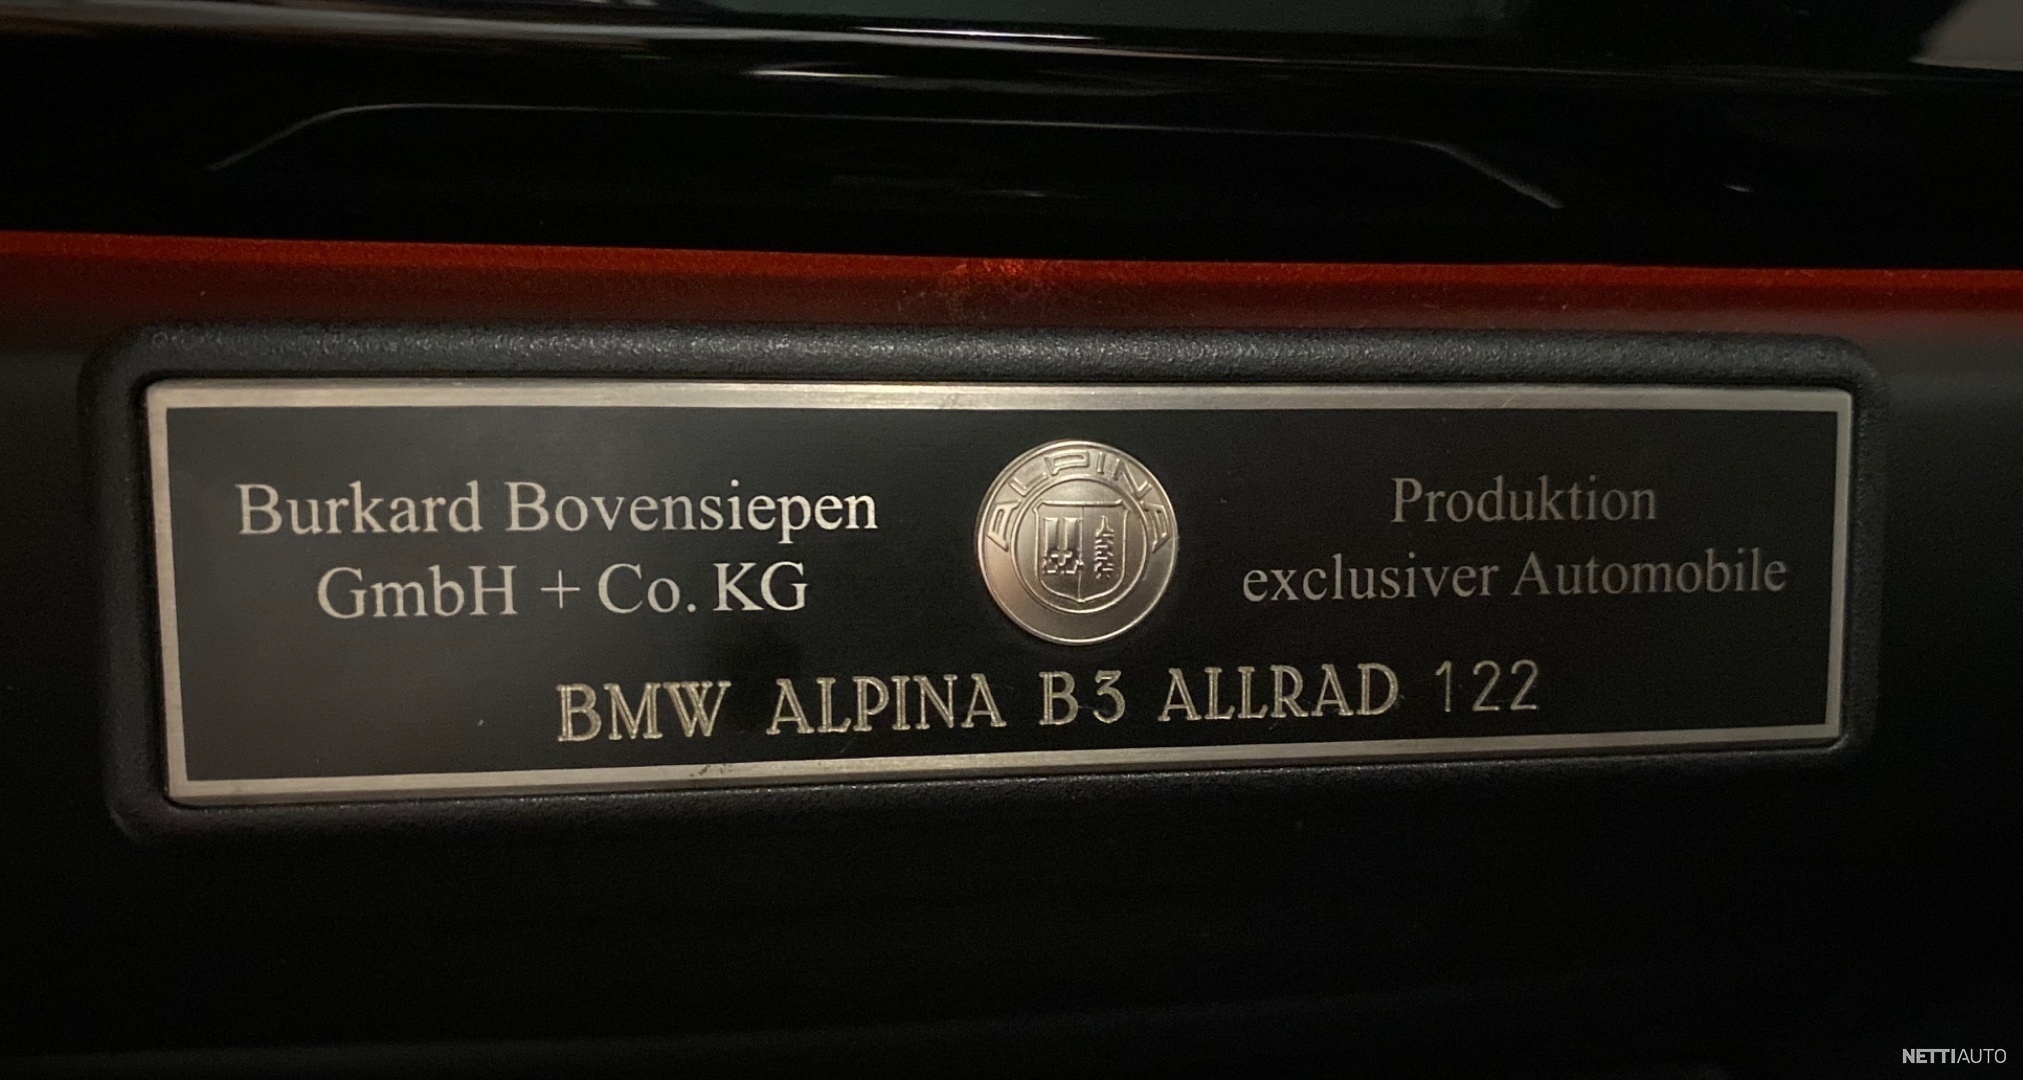 Burkard Bovensiepen
GmbH + Co. KG
ALPINA
Produktion
exclusiver Automobile
BMW ALPINA B3 ALLRAD 122
NETTIAUTO